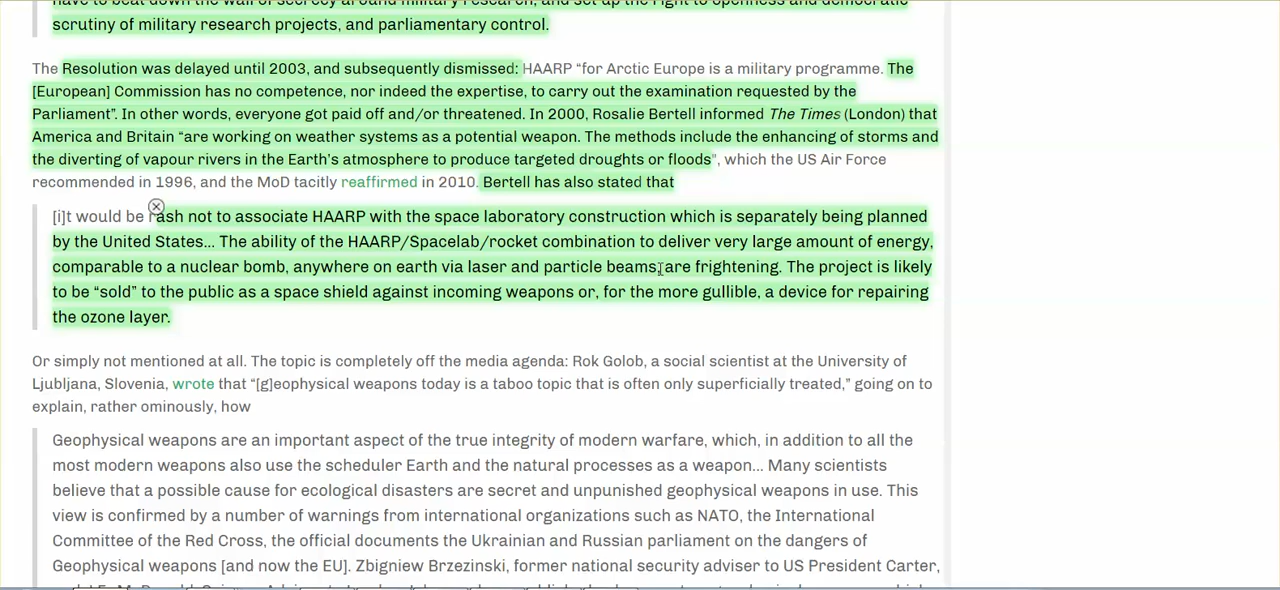 scrutiny of military research projects, and parliamentary control.
The Resolution was delayed until 2003, and subsequently dismissed: HAARP “for Arctic Europe is a military programme. The
[European] Commission has no competence, nor indeed the expertise, to carry out the examination requested by the
Parliament”. In other words, everyone got paid off and/or threatened. In 2000, Rosalie Bertell informed The Times (London) that
America and Britain “are working on weather systems as a potential weapon. The methods include the enhancing of storms and
the diverting of vapour rivers in the Earth’s atmosphere to produce targeted droughts or floods”, which the US Air Force
recommended in 1996, and the MoD tacitly reaffirmed in 2010. Bertell has also stated that
[i]t would be rash not to associate HAARP with the space laboratory construction which is separately being planned
by the United States… The ability of the HAARP/Spacelab/rocket combination to deliver very large amount of energy,
comparable to a nuclear bomb, anywhere on earth via laser and particle beams, are frightening. The project is likely
to be “sold” to the public as a space shield against incoming weapons or, for the more gullible, a device for repairing
the ozone layer.
Or simply not mentioned at all. The topic is completely off the media agenda: Rok Golob, a social scientist at the University of
Ljubljana, Slovenia, wrote that “[g]eophysical weapons today is a taboo topic that is often only superficially treated,” going on to
explain, rather ominously, how
Geophysical weapons are an important aspect of the true integrity of modern warfare, which, in addition to all the
most modern weapons also use the scheduler Earth and the natural processes as a weapon… Many scientists
believe that a possible cause for ecological disasters are secret and unpunished geophysical weapons in use. This
view is confirmed by a number of warnings from international organizations such as NATO, the International
Committee of the Red Cross, the official documents the Ukrainian and Russian parliament on the dangers of
Geophysical weapons [and now the EU]. Zbigniew Brzezinski, former national security adviser to US President Carter,